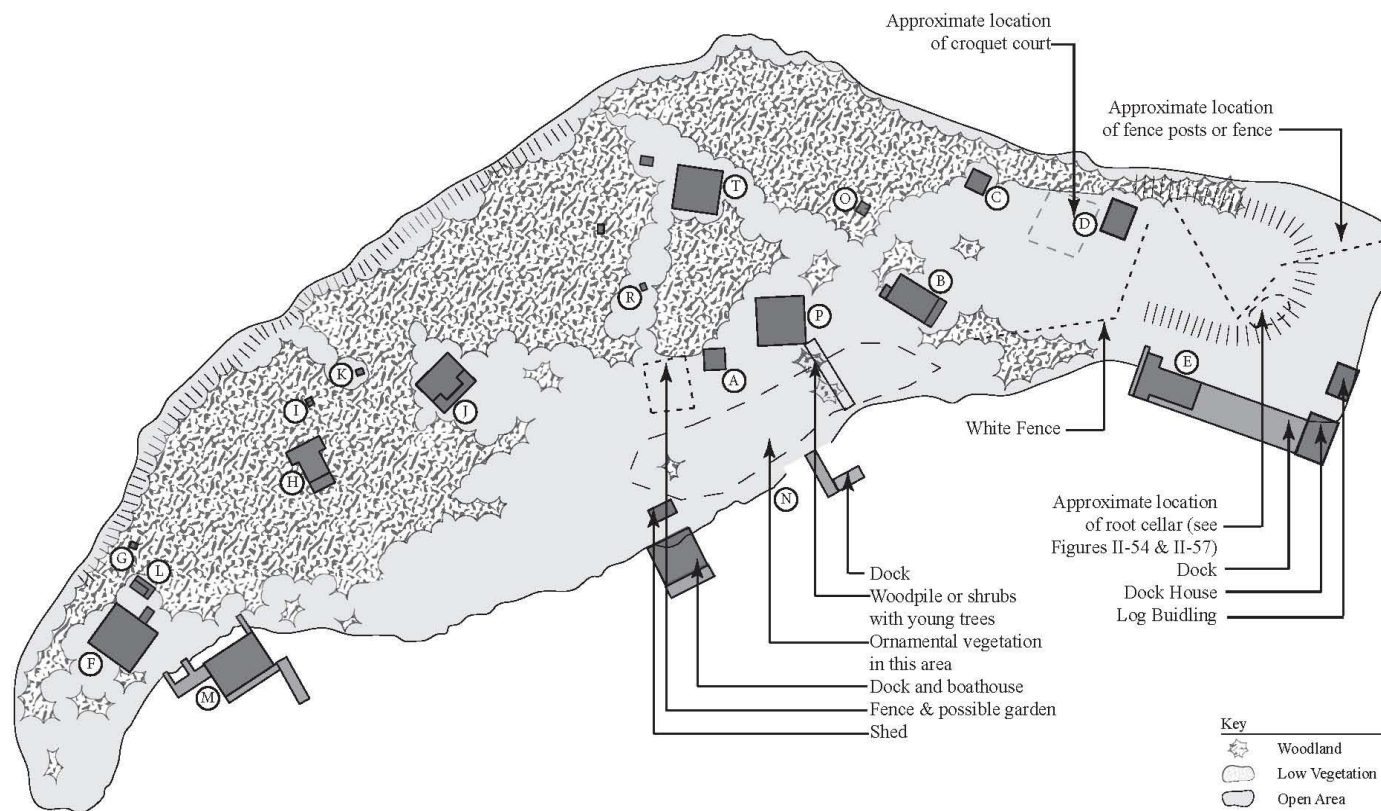 Approximate location
of croquet court
Approximate location
of fence posts or fence
T
O
C
D
B
R
P
A
E
K
J
I
H
White Fence
N
G
L
F
M
Approximate location
of root cellar (see
Figures II-54 & II-57)
Dock
Dock House
Log Buidling
Dock
Woodpile or shrubs
with young trees
Ornamental vegetation
in this area
Dock and boathouse
Fence & possible garden
Shed
Key
Woodland
Low Vegetation
Open Area